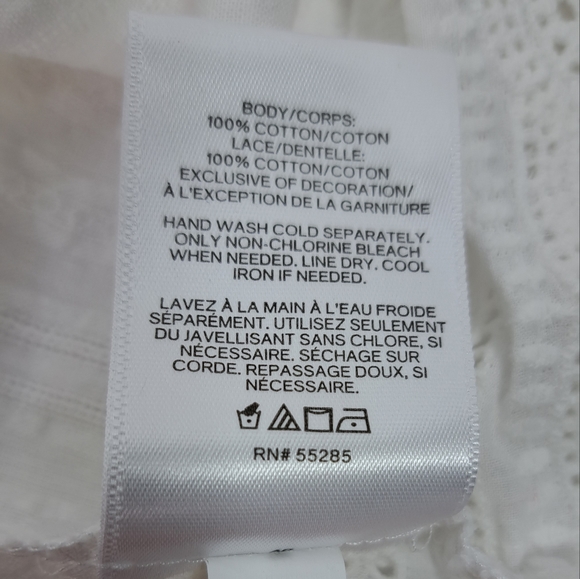 BODY/CORPS:
100% COTTON/COTON
LACE/DENTELLE:
100% COTTON/COTON
EXCLUSIVE OF DECORATION/
À L'EXCEPTION DE LA GARNITURE
HAND WASH COLD SEPARATELY.
ONLY NON-CHLORINE BLEACH
WHEN NEEDED. LINE DRY. COOL
IRON IF NEEDED.
LAVEZ À LA MAIN À L'EAU FROIDE
SÉPARÉMENT. UTILISEZ SEULEMENT
DU JAVELLISANT SANS CHLORE, SI
NÉCESSAIRE. SÉCHAGE SUR
CORDE. REPASSAGE DOUX, SI
NÉCESSAIRE.
RN# 55285